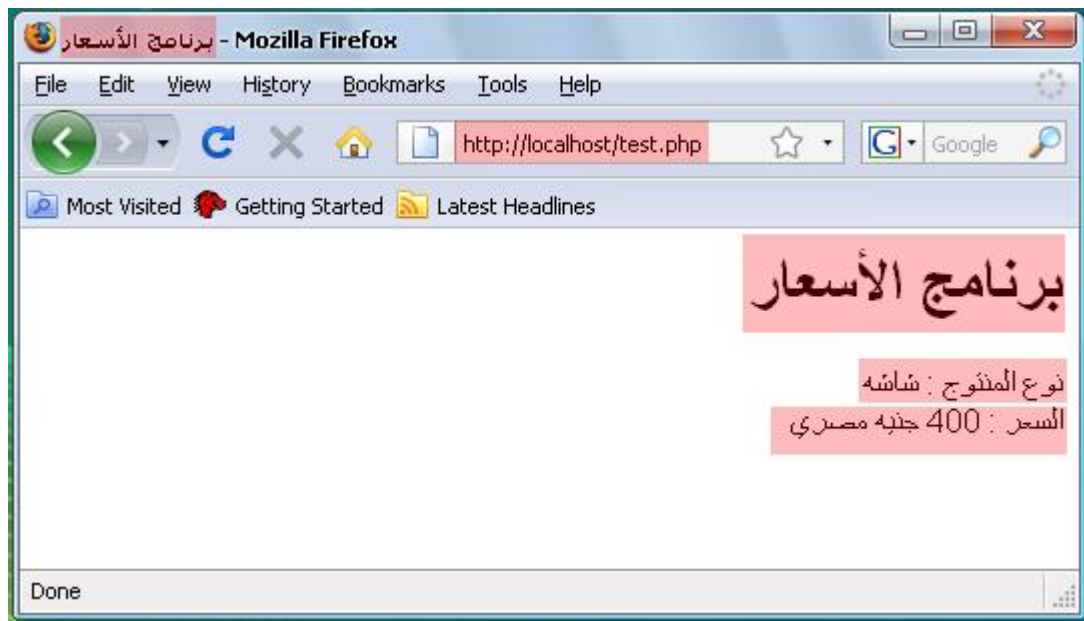 برنامج الأسعار - Mozilla Firefox
File Edit View History Bookmarks Tools Help
http://localhost/test.php G Google
Most Visited Getting Started Latest Headlines
برنامج الأسعار
نوع المنتوج : شاشه
السعر : 400 جنيه مصري
Done